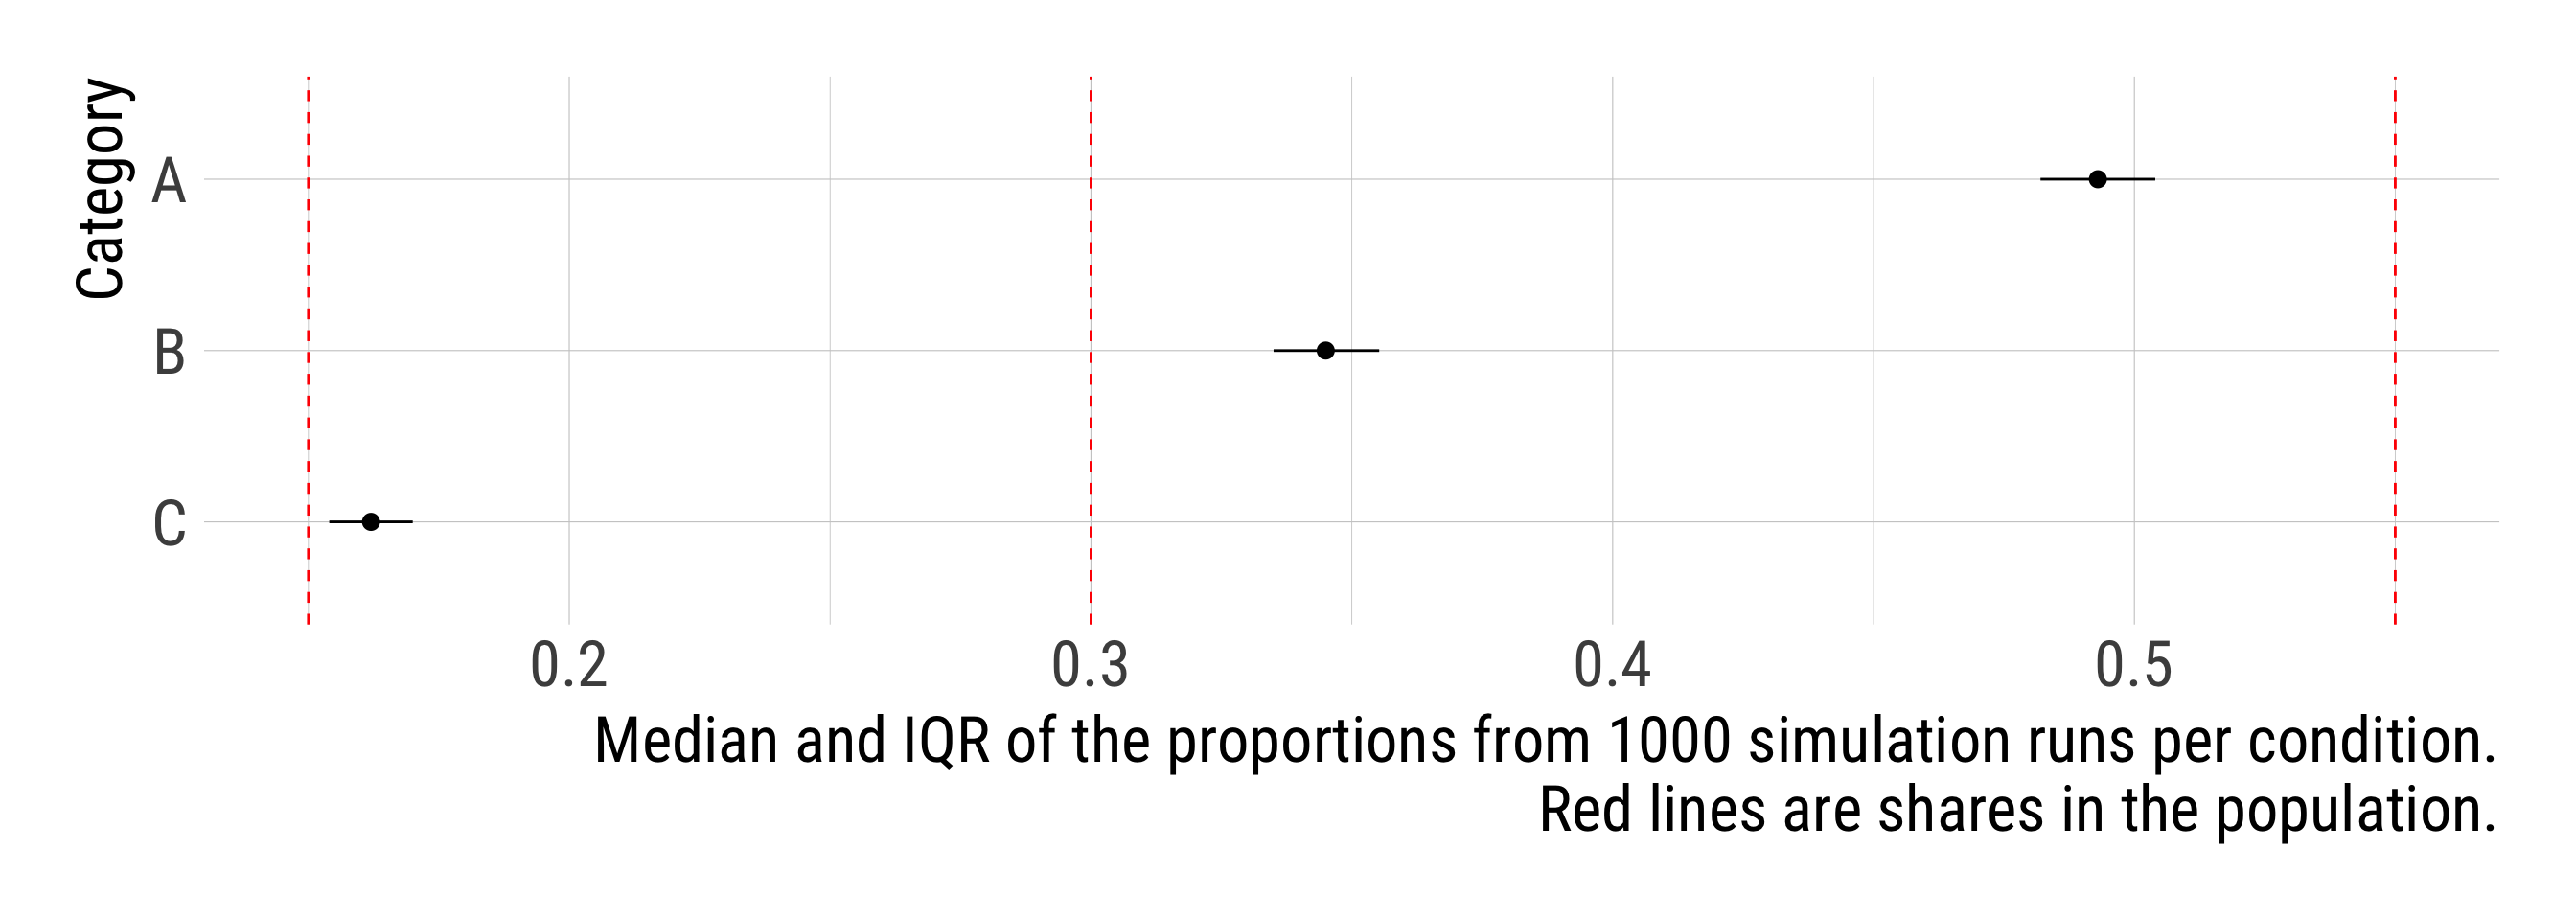 Category
A
B
C
0.2 0.3 0.4 0.5
Median and IQR of the proportions from 1000 simulation runs per condition.
Red lines are shares in the population.